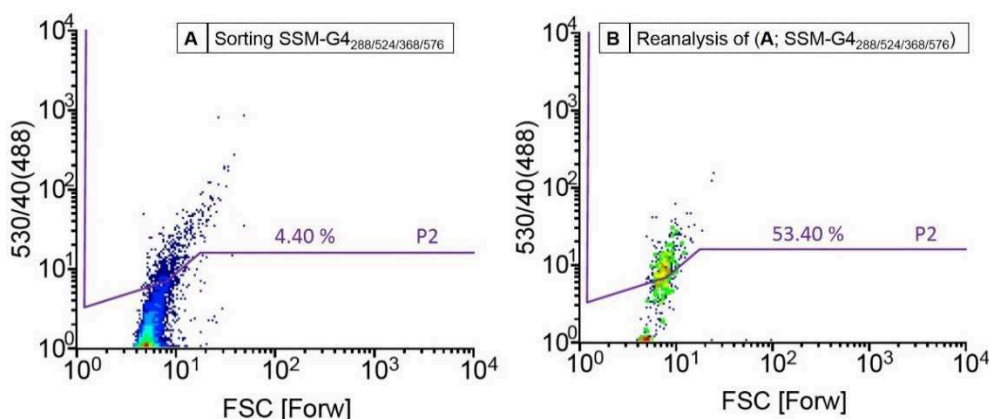 A Sorting SSM-G4288/524/368/576
10⁴
10³
10²
10¹
10⁰
530/40(488)
4.40 % P2
10⁰ 10¹ 10² 10³ 10⁴
FSC [Forw]
B Reanalysis of (A; SSM-G4288/524/368/576)
10⁴
10³
10²
10¹
10⁰
530/40(488)
53.40 % P2
10⁰ 10¹ 10² 10³ 10⁴
FSC [Forw]